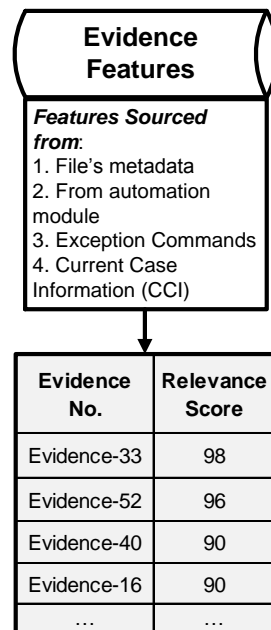 Evidence
Features
Features Sourced
from:
1. File's metadata
2. From automation
module
3. Exception Commands
4. Current Case
Information (CCI)
Evidence Relevance
No. Score
Evidence-33 98
Evidence-52 96
Evidence-40 90
Evidence-16 90
... ...